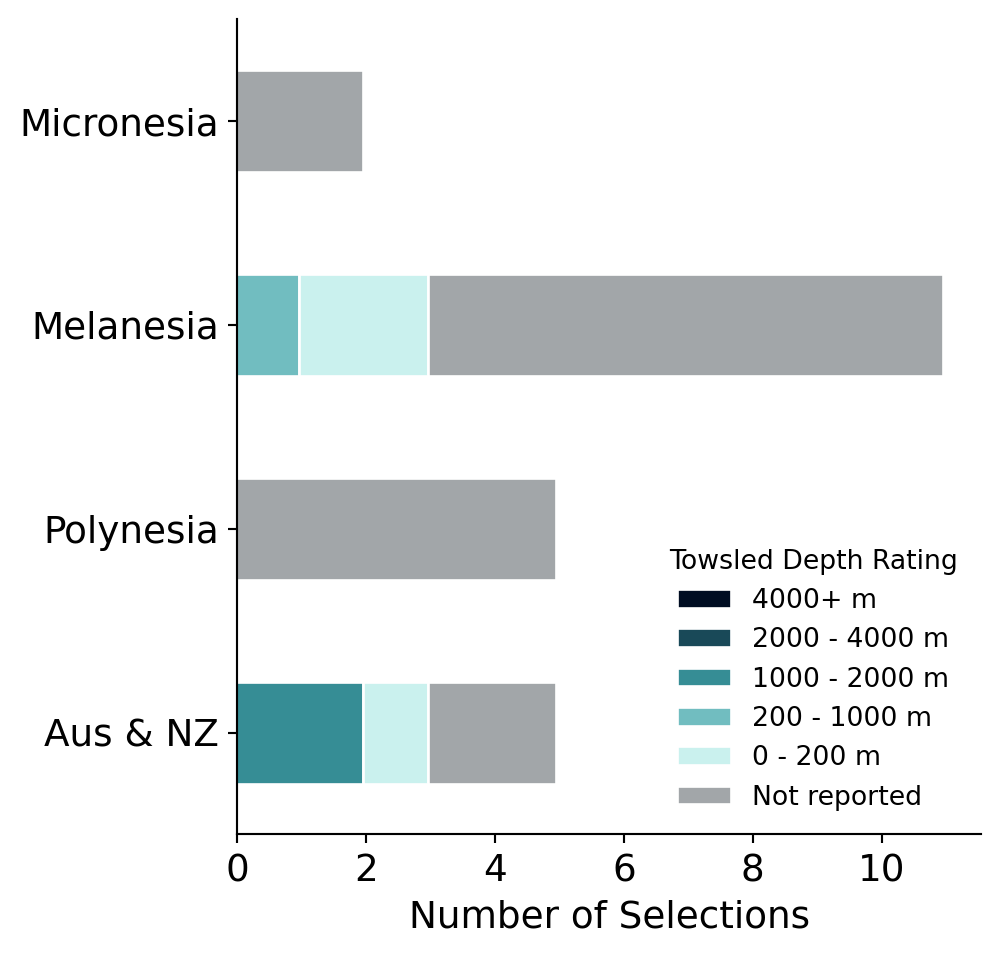 Micronesia
Melanesia
Polynesia
Aus & NZ
Towsled Depth Rating
4000+ m
2000 - 4000 m
1000 - 2000 m
200 - 1000 m
0 - 200 m
Not reported
0 2 4 6 8 10
Number of Selections